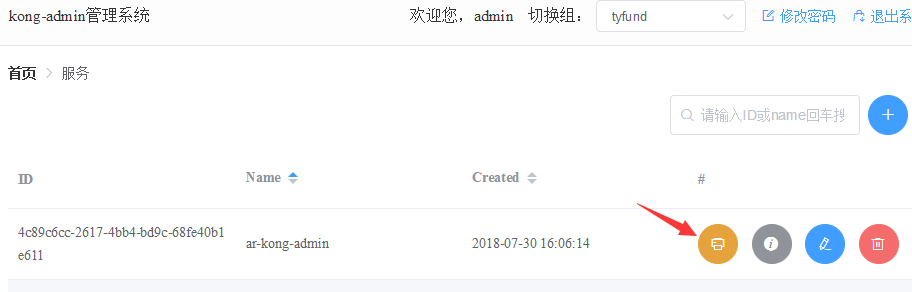 kong-admin管理系统 欢迎您，admin 切换组： tyfund 修改密码 退出系
首页 > 服务
请输入ID或name回车搜
ID Name Created #
4c89c6cc-2617-4bb4-bd9c-68fe40b1
e611
ar-kong-admin 2018-07-30 16:06:14